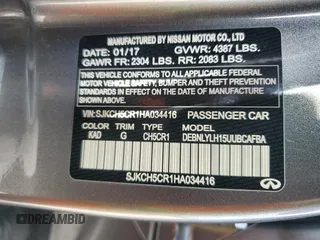 MANUFACTURED BY NISSAN MOTOR CO., LTD
DATE: 01/17 GVWR: 4387 LBS.
GAWR FR: 2304 LBS. RR: 2083 LBS.
THIS VEHICLE CONFORMS TO ALL APPLICABLE
FEDERAL MOTOR VEHICLE SAFETY, BUMPER,
AND THEFT PREVENTION STANDARDS IN
EFFECT ON THE DATE OF MANUFACTURE
SHOWN ABOVE.
VIN: SJKCH5CR1HA034416 PASSENGER CAR
COLOR TRIM TYPE MODEL
KAD G CH5CR1 DEBNLYLH15UUBCAFBA
SJKCH5CR1HA034416
DREAMBID